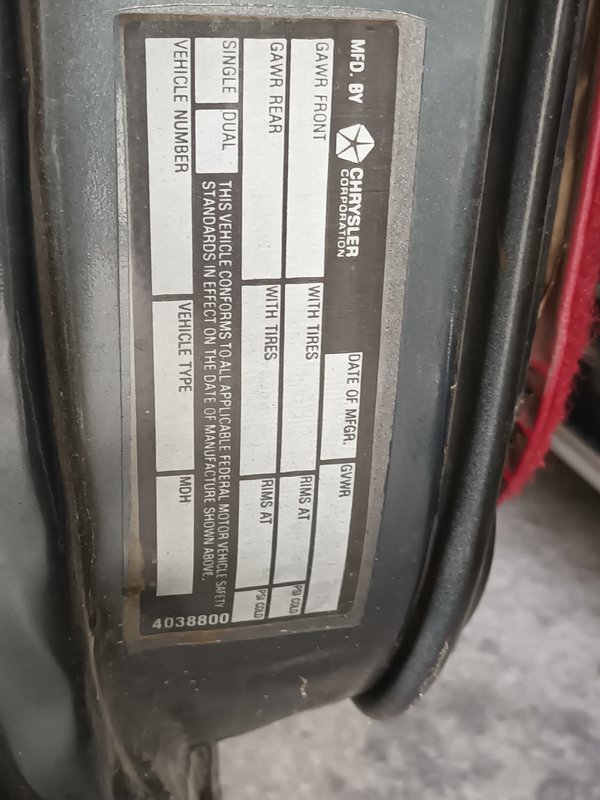 MFD. BY CHRYSLER
CORPORATION
DATE OF MFGR. GVWR
GAWR FRONT WITH TIRES RIMS AT PSI COLD
GAWR REAR WITH TIRES RIMS AT PSI COLD
SINGLE DUAL THIS VEHICLE CONFORMS TO ALL APPLICABLE FEDERAL MOTOR VEHICLE SAFETY
STANDARDS IN EFFECT ON THE DATE OF MANUFACTURE SHOWN ABOVE.
VEHICLE NUMBER VEHICLE TYPE MDH
4038800